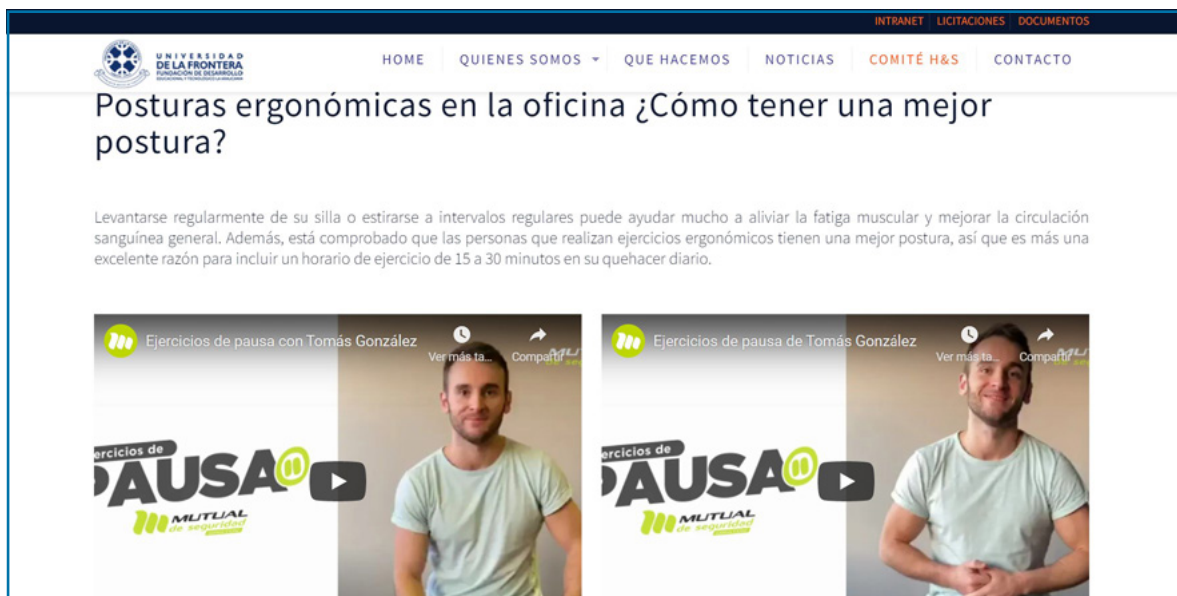 INTRANET LICITACIONES DOCUMENTOS
UNIVERSIDAD
DE LA FRONTERA
FUNDACIÓN DE DESARROLLO
EDUCACIONAL Y TECNOLÓGICO LA ARAUCANÍA
HOME QUIENES SOMOS QUE HACEMOS NOTICIAS COMITÉ H&S CONTACTO
Posturas ergonómicas en la oficina ¿Cómo tener una mejor
postura?
Levantarse regularmente de su silla o estirarse a intervalos regulares puede ayudar mucho a aliviar la fatiga muscular y mejorar la circulación
sanguínea general. Además, está comprobado que las personas que realizan ejercicios ergonómicos tienen una mejor postura, así que es más una
excelente razón para incluir un horario de ejercicio de 15 a 30 minutos en su quehacer diario.
Ejercicios de pausa con Tomás González
Ver más ta... Compartir
ercicios de
PAUSA
MUTUAL
de seguridad
Ejercicios de pausa de Tomás González
Ver más ta... Compartir
ercicios de
PAUSA
MUTUAL
de seguridad